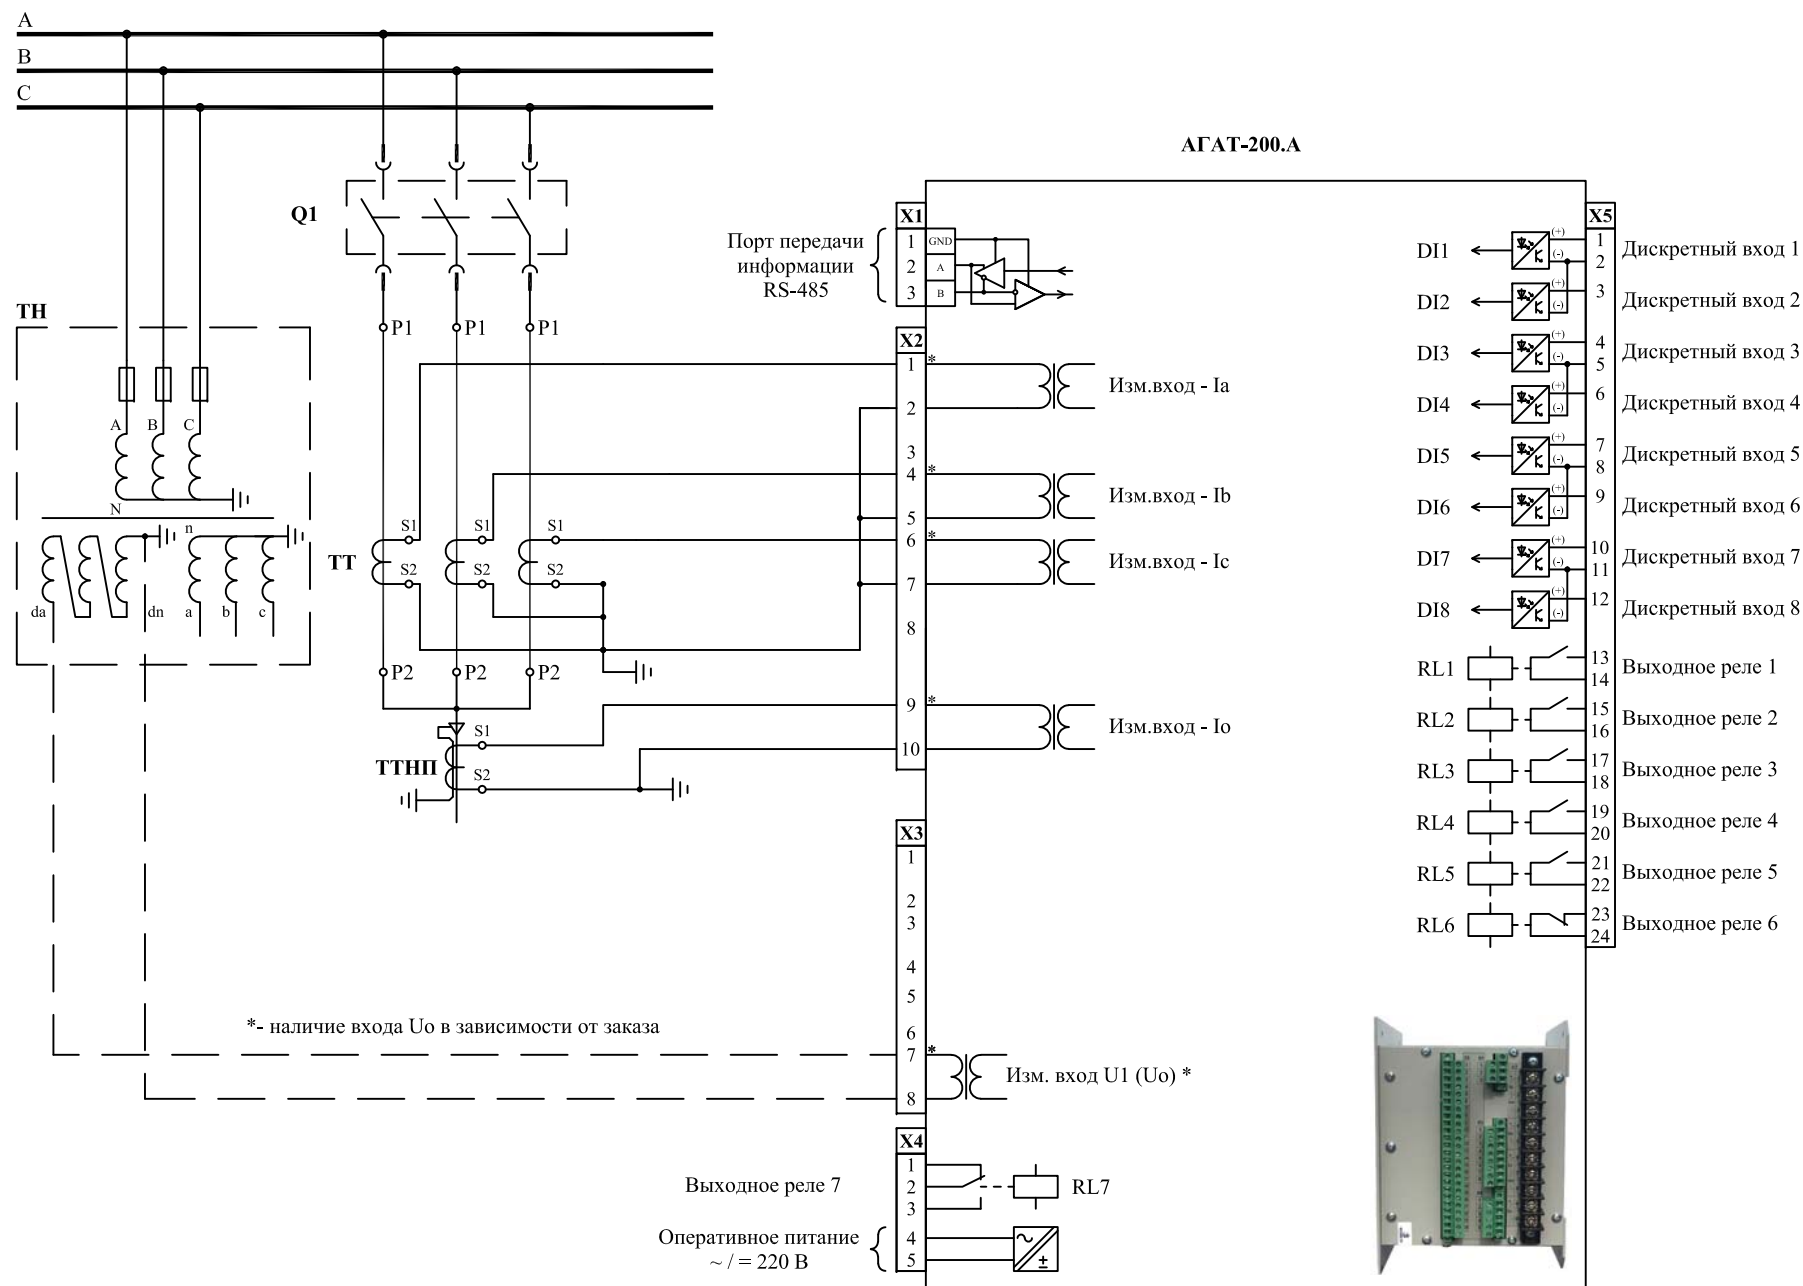 A
B
C
АГАТ-200.А
Q1
ТН
P1
P1
P1
A
B
C
N
n
da
dn
a
b
c
ТТ
S1
S1
S1
S2
S2
S2
P2
P2
P2
ТТНП
S1
S2
*- наличие входа Uo в зависимости от заказа
Порт передачи
информации
RS-485
X1
1 GND
2 A
3 B
X2
1 *
2
3
4 *
5
6 *
7
8
9 *
10
Изм.вход - Ia
Изм.вход - Ib
Изм.вход - Ic
Изм.вход - Io
X3
1
2
3
4
5
6
7 *
8
Изм. вход U1 (Uo) *
X4
1
2
3
4
5
Выходное реле 7
RL7
Оперативное питание
~ / = 220 В
~
±
X5
DI1 (+) 1 Дискретный вход 1
(-) 2
DI2 (+) 3 Дискретный вход 2
(-)
DI3 (+) 4 Дискретный вход 3
(-) 5
DI4 (+) 6 Дискретный вход 4
(-)
DI5 (+) 7 Дискретный вход 5
(-) 8
DI6 (+) 9 Дискретный вход 6
(-)
DI7 (+) 10 Дискретный вход 7
(-) 11
DI8 (+) 12 Дискретный вход 8
(-)
RL1 13 Выходное реле 1
14
RL2 15 Выходное реле 2
16
RL3 17 Выходное реле 3
18
RL4 19 Выходное реле 4
20
RL5 21 Выходное реле 5
22
RL6 23 Выходное реле 6
24